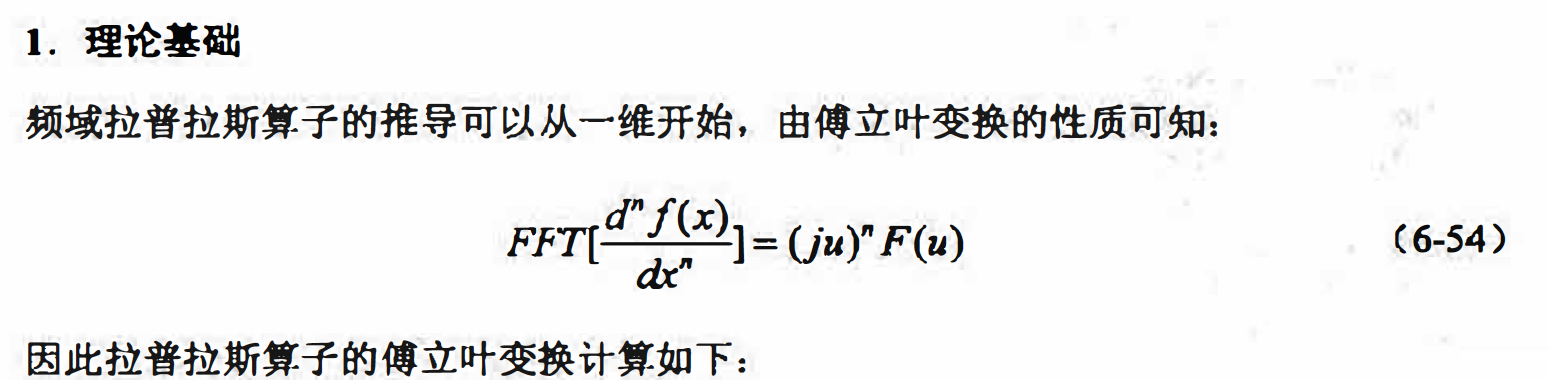 1. 理论基础
频域拉普拉斯算子的推导可以从一维开始，由傅立叶变换的性质可知：
FFT[\frac{d^n f(x)}{dx^n}] = (ju)^n F(u) （6-54）
因此拉普拉斯算子的傅立叶变换计算如下：